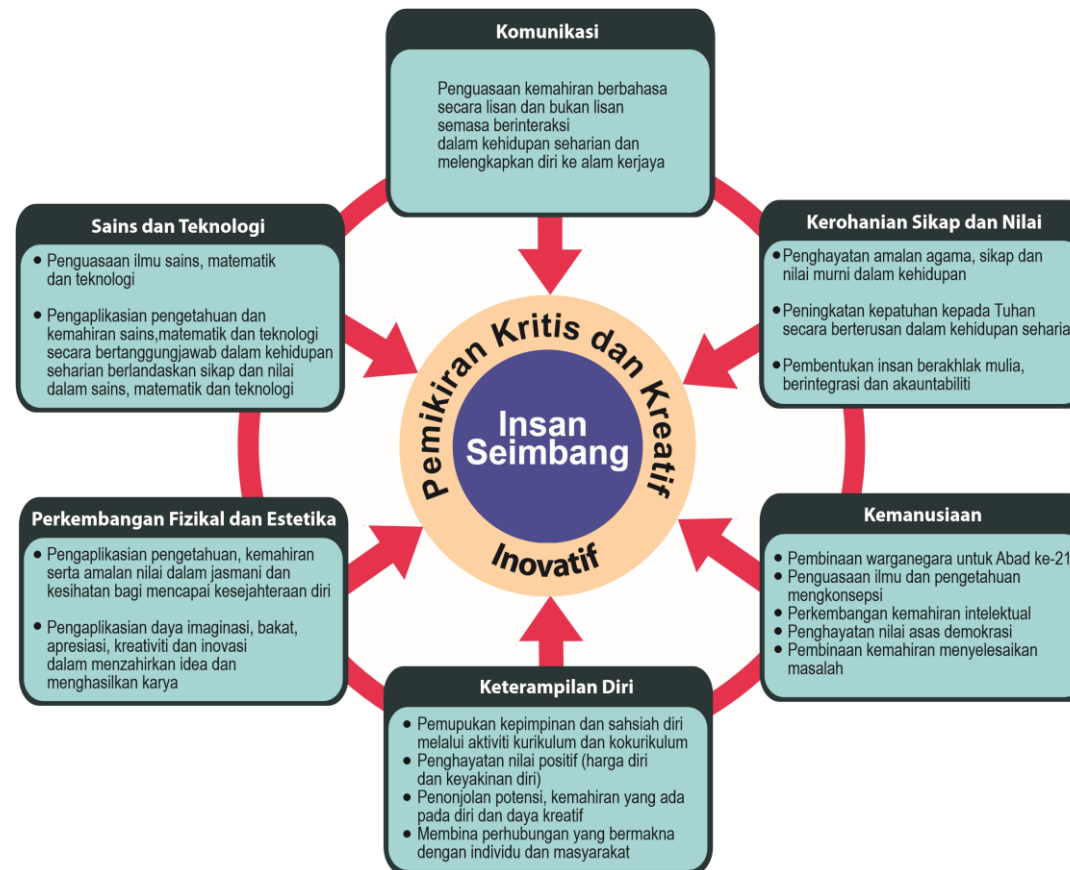 Komunikasi
Penguasaan kemahiran berbahasa
secara lisan dan bukan lisan
semasa berinteraksi
dalam kehidupan seharian dan
melengkapkan diri ke alam kerjaya
Sains dan Teknologi
• Penguasaan ilmu sains, matematik
dan teknologi
• Pengaplikasian pengetahuan dan
kemahiran sains,matematik dan teknologi
secara bertanggungjawab dalam kehidupan
seharian berlandaskan sikap dan nilai
dalam sains, matematik dan teknologi
Kerohanian Sikap dan Nilai
• Penghayatan amalan agama, sikap dan
nilai murni dalam kehidupan
• Peningkatan kepatuhan kepada Tuhan
secara berterusan dalam kehidupan seharia
• Pembentukan insan berakhlak mulia,
berintegrasi dan akauntabiliti
Pemikiran Kritis dan Kreatif
Insan
Seimbang
Inovatif
Perkembangan Fizikal dan Estetika
• Pengaplikasian pengetahuan, kemahiran
serta amalan nilai dalam jasmani dan
kesihatan bagi mencapai kesejahteraan diri
• Pengaplikasian daya imaginasi, bakat,
apresiasi, kreativiti dan inovasi
dalam menzahirkan idea dan
menghasilkan karya
Kemanusiaan
• Pembinaan warganegara untuk Abad ke-21
• Penguasaan ilmu dan pengetahuan
mengkonsepsi
• Perkembangan kemahiran intelektual
• Penghayatan nilai asas demokrasi
• Pembinaan kemahiran menyelesaikan
masalah
Keterampilan Diri
• Pemupukan kepimpinan dan sahsiah diri
melalui aktiviti kurikulum dan kokurikulum
• Penghayatan nilai positif (harga diri
dan keyakinan diri)
• Penonjolan potensi, kemahiran yang ada
pada diri dan daya kreatif
• Membina perhubungan yang bermakna
dengan individu dan masyarakat